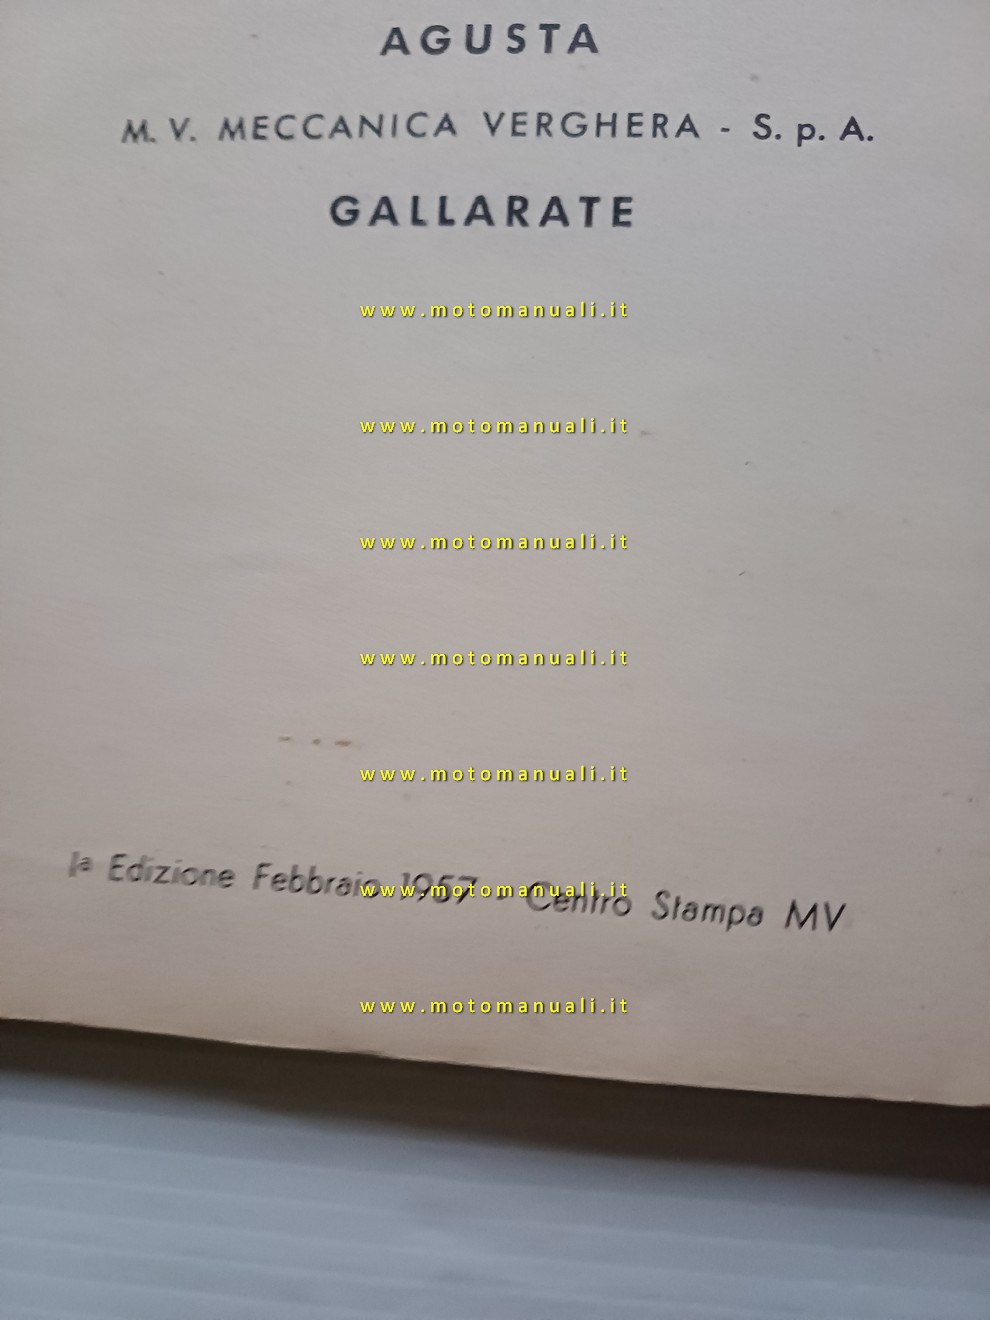 AGUSTA
M. V. MECCANICA VERGHERA - S. p. A.
GALLARATE
www.motomanuali.it
www.motomanuali.it
www.motomanuali.it
www.motomanuali.it
www.motomanuali.it
Iª Edizione Febbraio 1957 - Centro Stampa MV
www.motomanuali.it
www.motomanuali.it